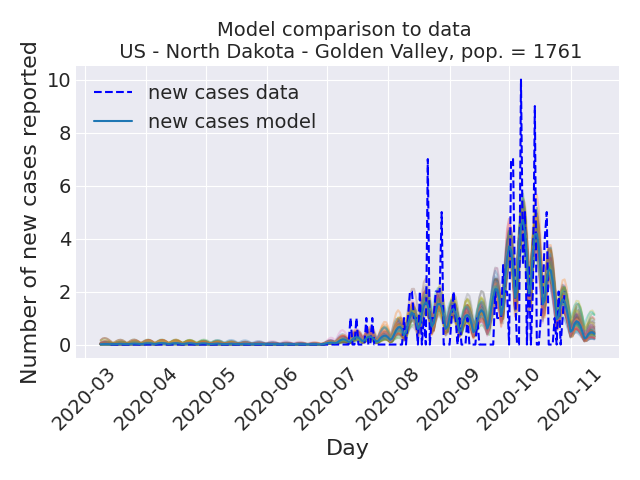 Model comparison to data
US - North Dakota - Golden Valley, pop. = 1761
Number of new cases reported
10
8
6
4
2
0
new cases data
new cases model
2020-03
2020-04
2020-05
2020-06
2020-07
2020-08
2020-09
2020-10
2020-11
Day